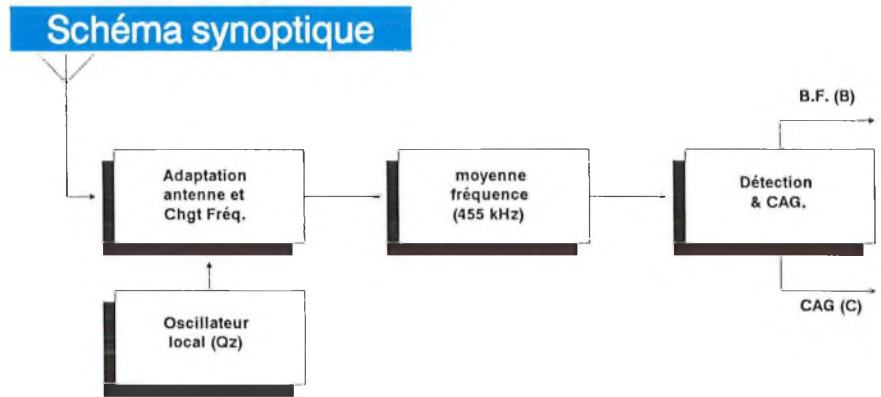 Schéma synoptique
B.F. (B)
Adaptation
antenne et
Chgt Fréq.
moyenne
fréquence
(455 kHz)
Détection
& CAG.
CAG (C)
Oscillateur
local (Qz)